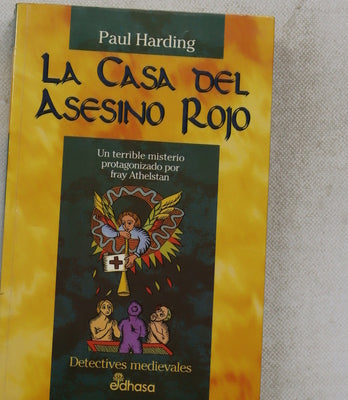 Paul Harding
La Casa del
Asesino Rojo
Un terrible misterio
protagonizado por
fray Athelstan
Detectives medievales
edhasa